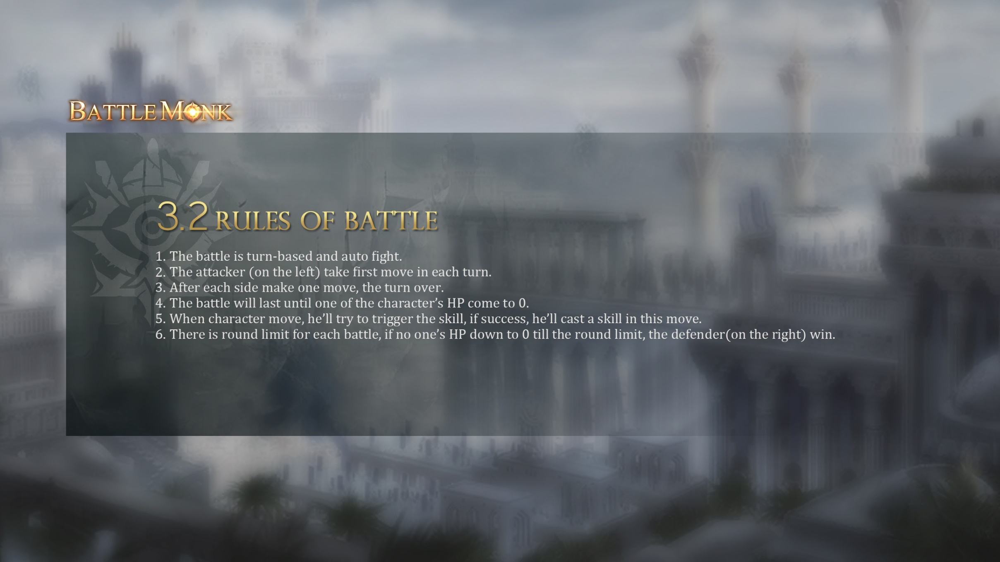 BATTLE MONK
3.2 RULES OF BATTLE
1. The battle is turn-based and auto fight.
2. The attacker (on the left) take first move in each turn.
3. After each side make one move, the turn over.
4. The battle will last until one of the character’s HP come to 0.
5. When character move, he’ll try to trigger the skill, if success, he’ll cast a skill in this move.
6. There is round limit for each battle, if no one’s HP down to 0 till the round limit, the defender(on the right) win.